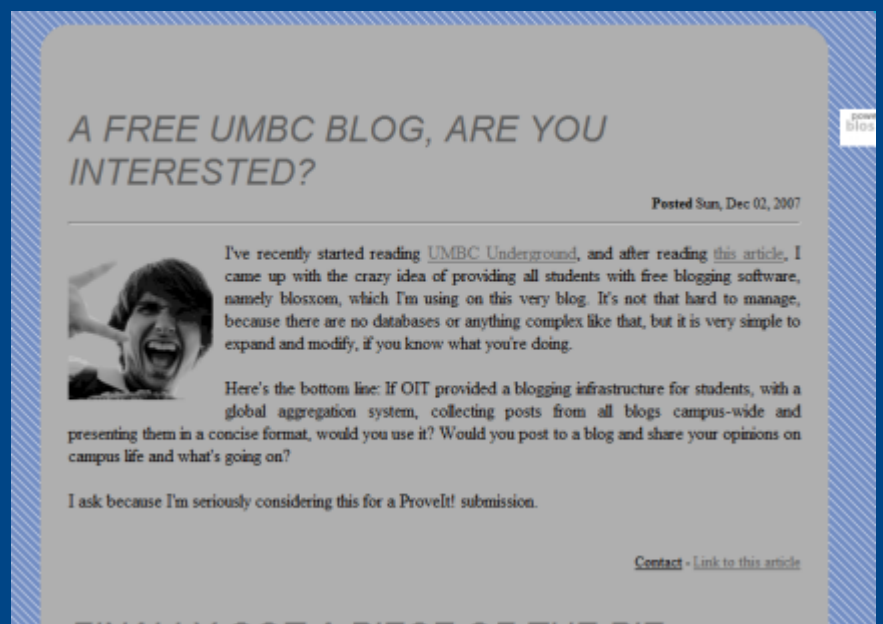 A FREE UMBC BLOG, ARE YOU
INTERESTED?
Posted Sun, Dec 02, 2007
I've recently started reading UMBC Underground, and after reading this article, I
came up with the crazy idea of providing all students with free blogging software,
namely blosxom, which I'm using on this very blog. It's not that hard to manage,
because there are no databases or anything complex like that, but it is very simple to
expand and modify, if you know what you're doing.
Here's the bottom line: If OIT provided a blogging infrastructure for students, with a
global aggregation system, collecting posts from all blogs campus-wide and
presenting them in a concise format, would you use it? Would you post to a blog and share your opinions on
campus life and what's going on?
I ask because I'm seriously considering this for a ProveIt! submission.
Contact - Link to this article